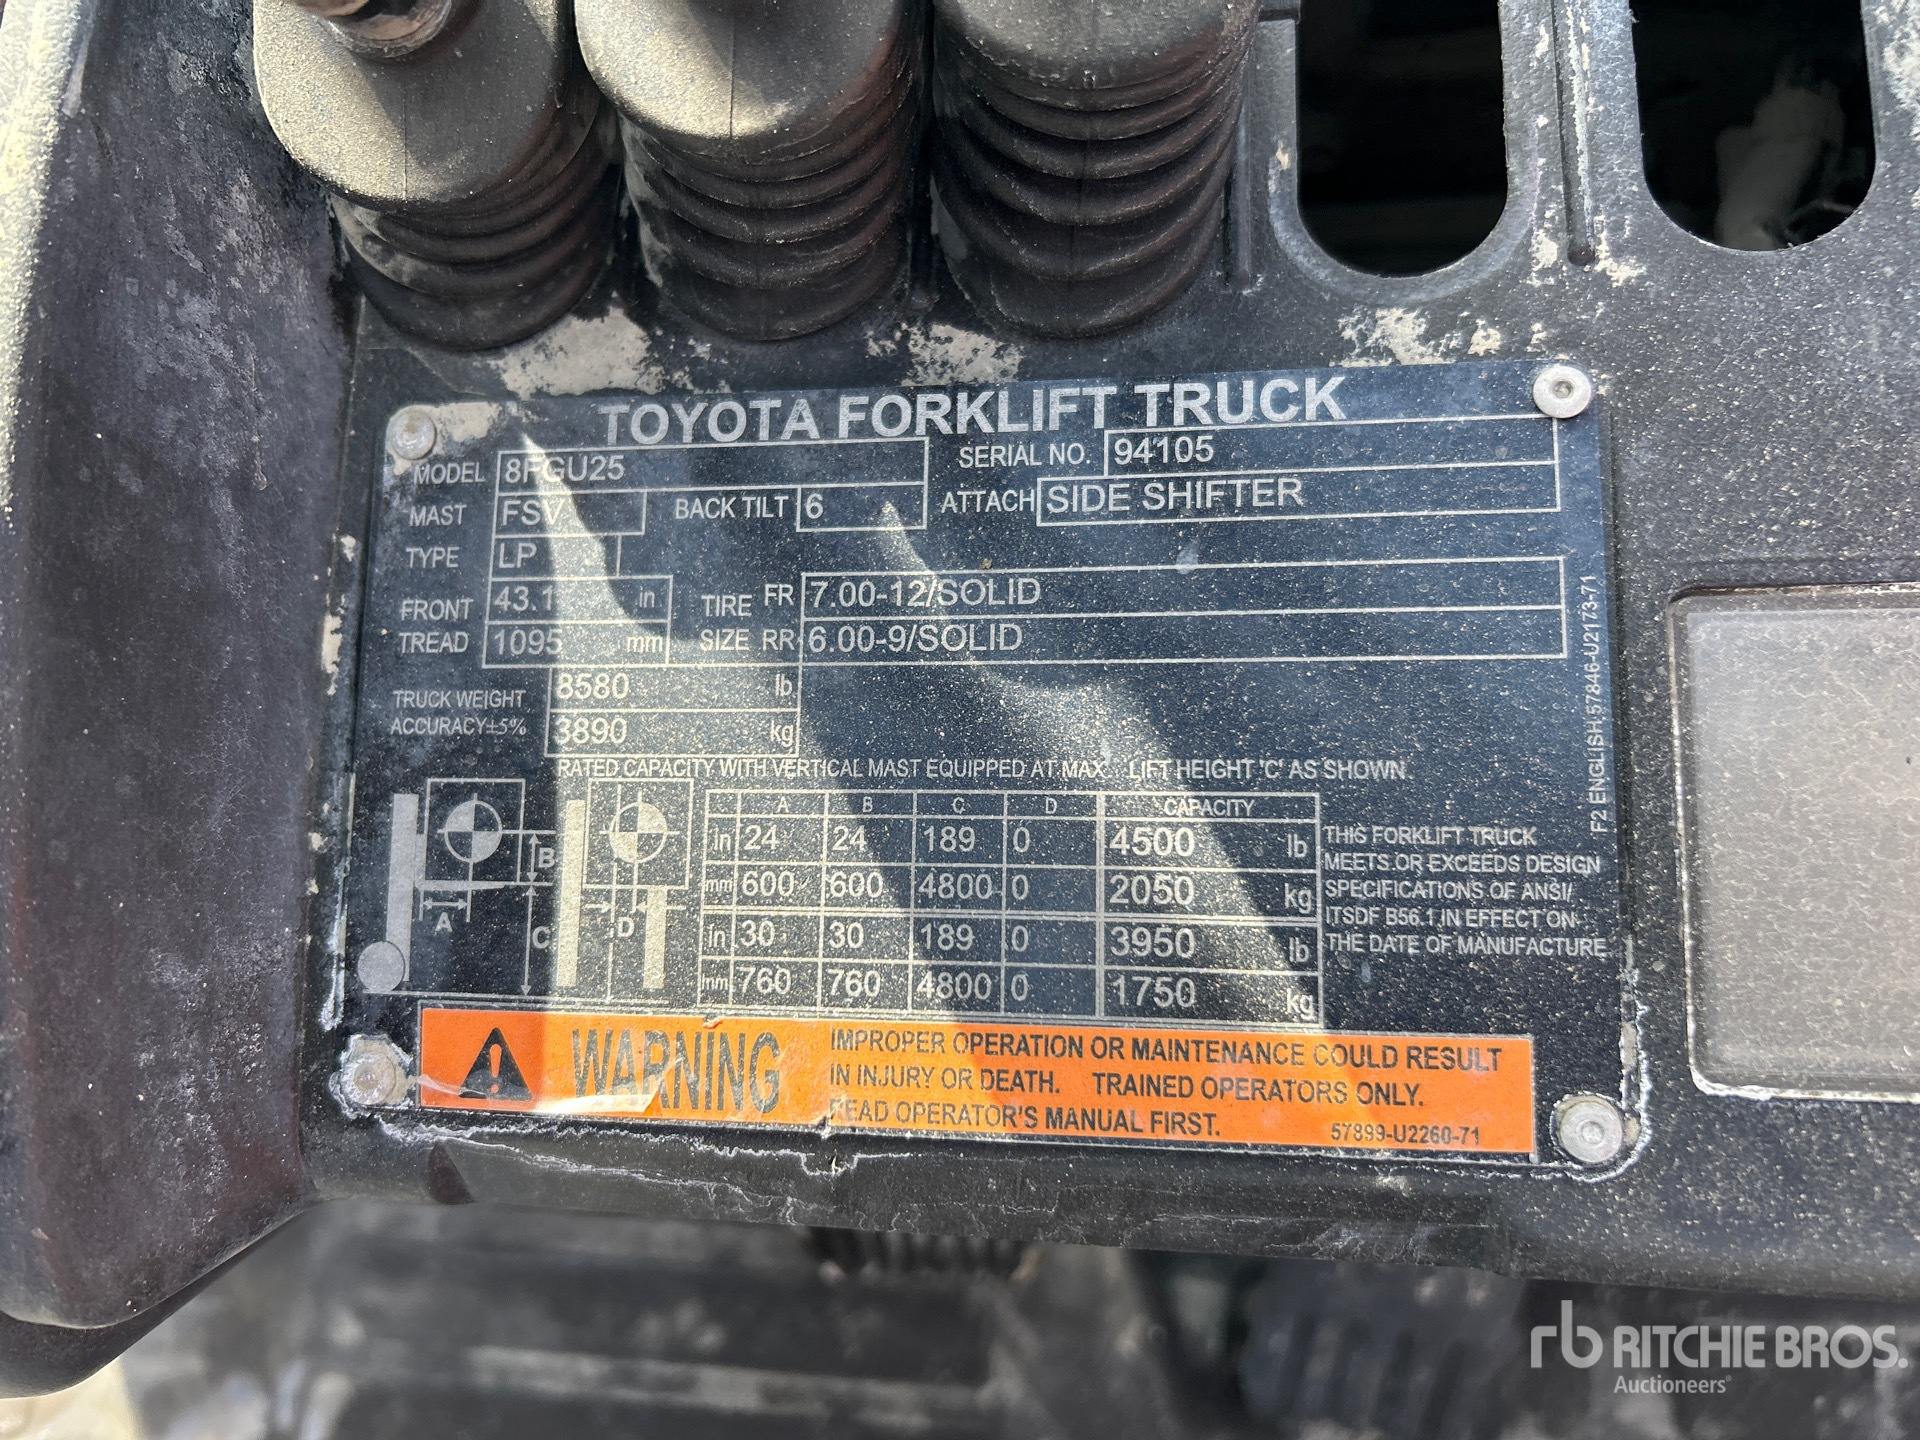 TOYOTA FORKLIFT TRUCK
MODEL 8FGU25 SERIAL NO. 94105
MAST FSV BACK TILT 6 ATTACH SIDE SHIFTER
TYPE LP
FRONT TREAD 43.1 in TIRE SIZE FR 7.00-12/SOLID
1095 mm RR 6.00-9/SOLID
TRUCK WEIGHT 8580 lb
ACCURACY±5% 3890 kg
RATED CAPACITY WITH VERTICAL MAST EQUIPPED AT MAX. LIFT HEIGHT 'C' AS SHOWN.
A B C D CAPACITY
in 24 24 189 0 4500 lb
mm 600 600 4800 0 2050 kg
in 30 30 189 0 3950 lb
mm 760 760 4800 0 1750 kg
B
A
C
D
THIS FORKLIFT TRUCK
MEETS OR EXCEEDS DESIGN
SPECIFICATIONS OF ANSI/
ITSDF B56.1 IN EFFECT ON
THE DATE OF MANUFACTURE
F2 ENGLISH 57846-U2173-71
WARNING
IMPROPER OPERATION OR MAINTENANCE COULD RESULT
IN INJURY OR DEATH. TRAINED OPERATORS ONLY.
READ OPERATOR'S MANUAL FIRST. 57899-U2260-71
rb RITCHIE BROS.
Auctioneers